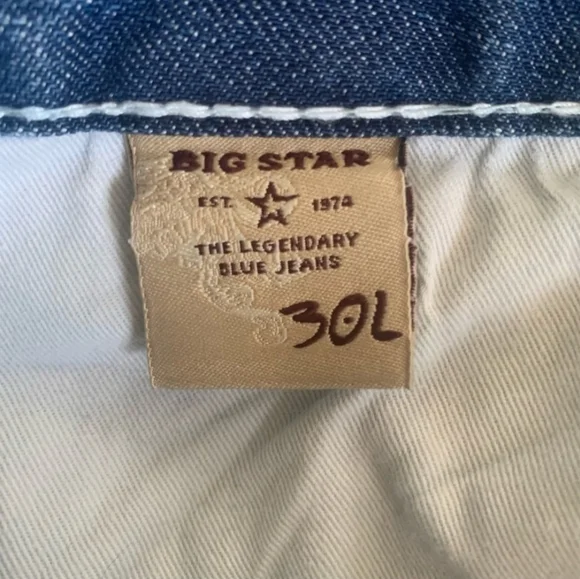 BIG STAR
EST. 1974
THE LEGENDARY
BLUE JEANS
30L